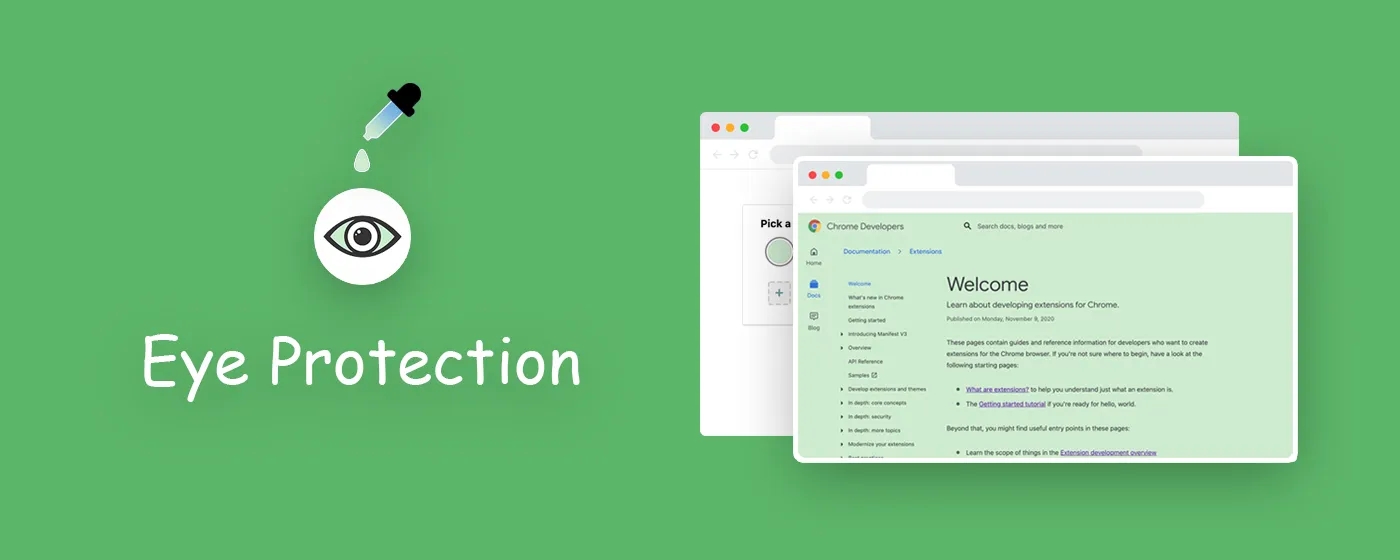 Eye Protection
Pick a
Chrome Developers
Search docs, blogs and more
Home
Docs
Blog
Documentation > Extensions
Welcome
What's new in Chrome
extensions
Getting started
Introducing Manifest V3
Overview
API Reference
Samples
Develop extensions and themes
In depth: core concepts
In depth: security
In depth: more topics
Modernize your extensions
Welcome
Learn about developing extensions for Chrome.
Published on Monday, November 9, 2020
These pages contain guides and reference information for developers who want to create
extensions for the Chrome browser. If you're not sure where to begin, have a look at the
following starting pages:
What are extensions? to help you understand just what an extension is.
The Getting started tutorial if you're ready for hello, world.
Beyond that, you might find useful entry points in these pages:
Learn the scope of things in the Extension development overview